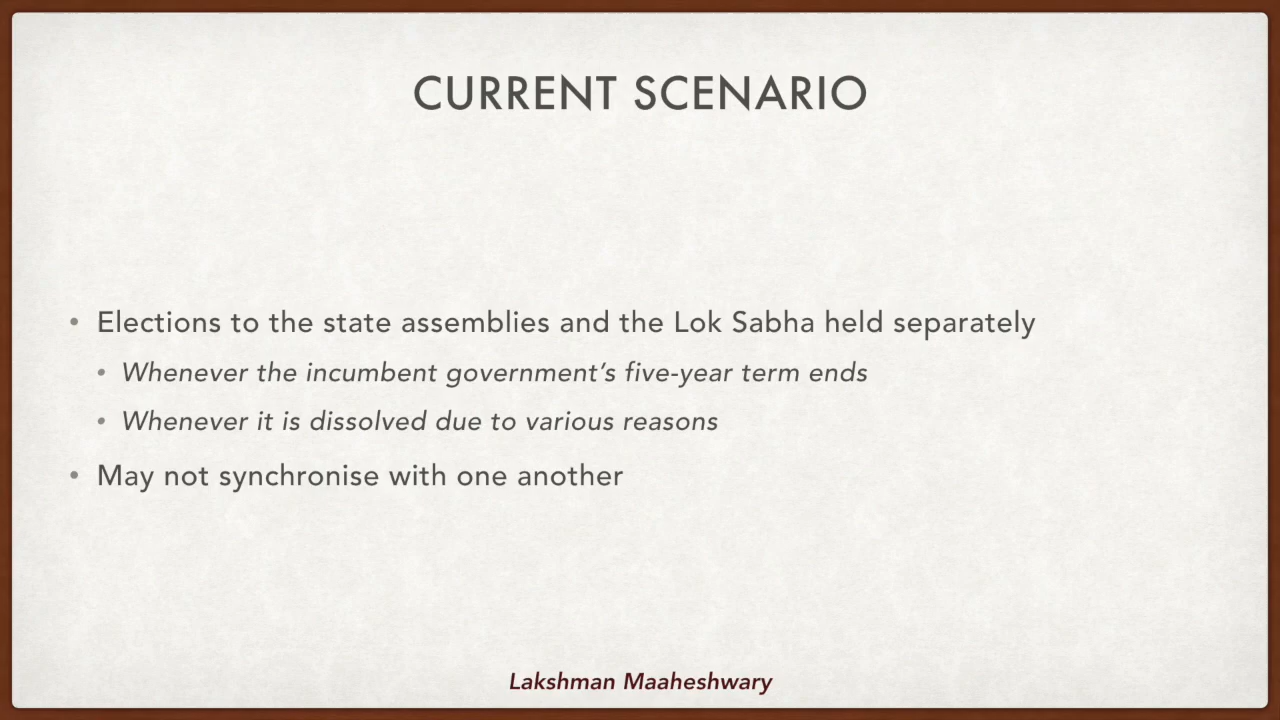 CURRENT SCENARIO
• Elections to the state assemblies and the Lok Sabha held separately
• Whenever the incumbent government’s five-year term ends
• Whenever it is dissolved due to various reasons
• May not synchronise with one another
Lakshman Maaheshwary